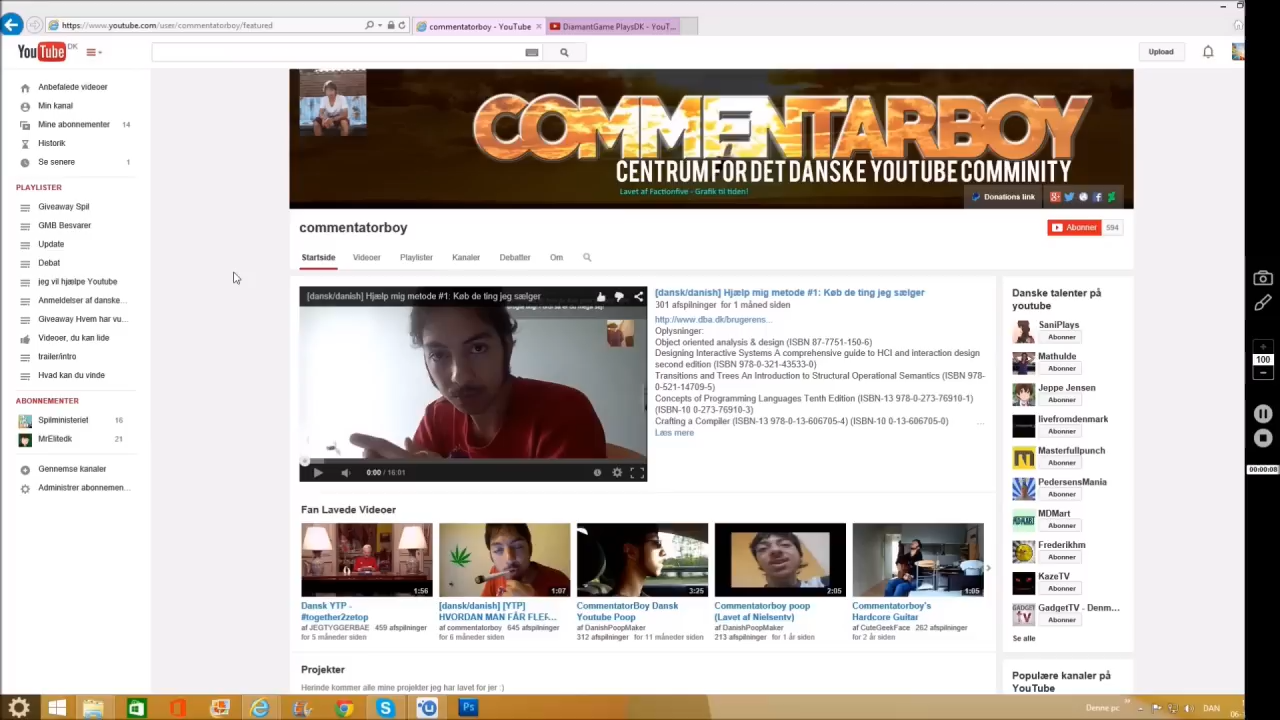 https://www.youtube.com/user/commentatorboy/featured
commentatorboy - YouTube
DiamantGame PlaysDK - YouT...
YouTube DK
Upload
Anbefalede videoer
Min kanal
Mine abonnementer 14
Historik
Se senere 1
PLAYLISTER
Giveaway Spil
GMB Besvarer
Update
Debat
jeg vil hjælpe Youtube
Anmeldelser af danske...
Giveaway Hvem har vu...
Videoer, du kan lide
trailer/intro
Hvad kan du vinde
ABONNEMENTER
Spilministeriet 16
MrElitedk 21
Gennemse kanaler
Administrer abonnemen...
COMMENTARBOY
CENTRUM FOR DET DANSKE YOUTUBE COMMINITY
Lavet af Factionfive - Grafik til tiden!
Donations link
commentatorboy
Abonner 594
Startside Videoer Playlister Kanaler Debatter Om
[dansk/danish] Hjælp mig metode #1: Køb de ting jeg sælger
0:00 / 16:01
[dansk/danish] Hjælp mig metode #1: Køb de ting jeg sælger
301 afspilninger for 1 måned siden
http://www.dba.dk/brugerens...
Oplysninger:
Object oriented analysis & design (ISBN 87-7751-150-6)
Designing Interactive Systems A comprehensive guide to HCI and interaction design
second edition (ISBN 978-0-321-43533-0)
Transitions and Trees An Introduction to Structural Operational Semantics (ISBN 978-
0-521-14709-5)
Concepts of Programming Languages Tenth Edition (ISBN-13 978-0-273-76910-1)
(ISBN-10 0-273-76910-3)
Crafting a Compiler (ISBN-13 978-0-13-606705-4) (ISBN-10 0-13-606705-0) ...
Læs mere
Fan Lavede Videoer
1:56
Dansk YTP -
#together2zetop
af JEGTYGGERBAE 459 afspilninger
for 5 måneder siden
1:07
[dansk/danish] [YTP]
HVORDAN MAN FÅR FLER...
af commentatorboy 645 afspilninger
for 6 måneder siden
3:25
CommentatorBoy Dansk
Youtube Poop
af DanishPoopMaker
312 afspilninger for 11 måneder siden
2:05
Commentatorboy poop
(Lavet af Nielsentv)
af DanishPoopMaker
213 afspilninger for 1 år siden
1:05
Commentatorboy's
Hardcore Guitar
af CuteGeekFace 262 afspilninger
for 2 år siden
Projekter
Herinde kommer alle mine projekter jeg har lavet for jer :)
Danske talenter på
youtube
SaniPlays
Abonner
Mathulde
Abonner
Jeppe Jensen
Abonner
livefromdenmark
Abonner
Masterfullpunch
Abonner
PedersensMania
Abonner
MDMart
Abonner
Frederikhm
Abonner
KazeTV
Abonner
GadgetTV - Denm...
Abonner
Se alle
Populære kanaler på
YouTube
100
00:00:08
Denne pc
DAN